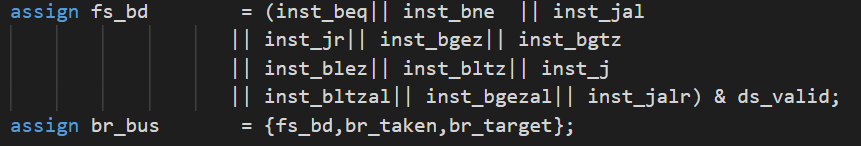 assign fs_bd = (inst_beq|| inst_bne || inst_jal
|| inst_jr|| inst_bgez|| inst_bgtz
|| inst_blez|| inst_bltz|| inst_j
|| inst_bltzal|| inst_bgezal|| inst_jalr) & ds_valid;
assign br_bus = {fs_bd,br_taken,br_target};